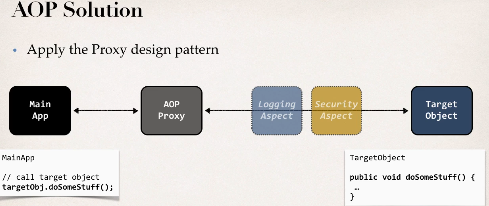 AOP Solution
• Apply the Proxy design pattern
Main
App
AOP
Proxy
Logging
Aspect
Security
Aspect
Target
Object
MainApp
// call target object
targetObj.doSomeStuff();
TargetObject
public void doSomeStuff() {
…
}